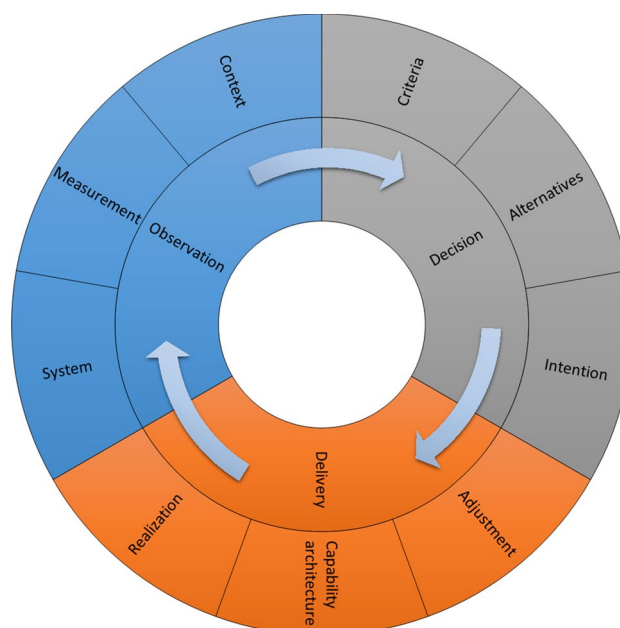 Context
Criteria
Measurement
Alternatives
Observation
Decision
System
Intention
Delivery
Realization
Capability
architecture
Adjustment